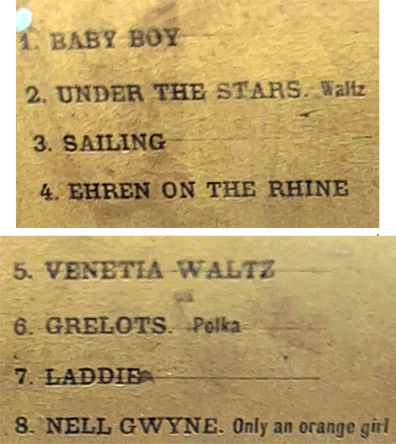 1. BABY BOY
2. UNDER THE STARS. Waltz
3. SAILING
4. EHREN ON THE RHINE
5. VENETIA WALTZ
6. GRELOTS. Polka
7. LADDIE
8. NELL GWYNE. Only an orange girl